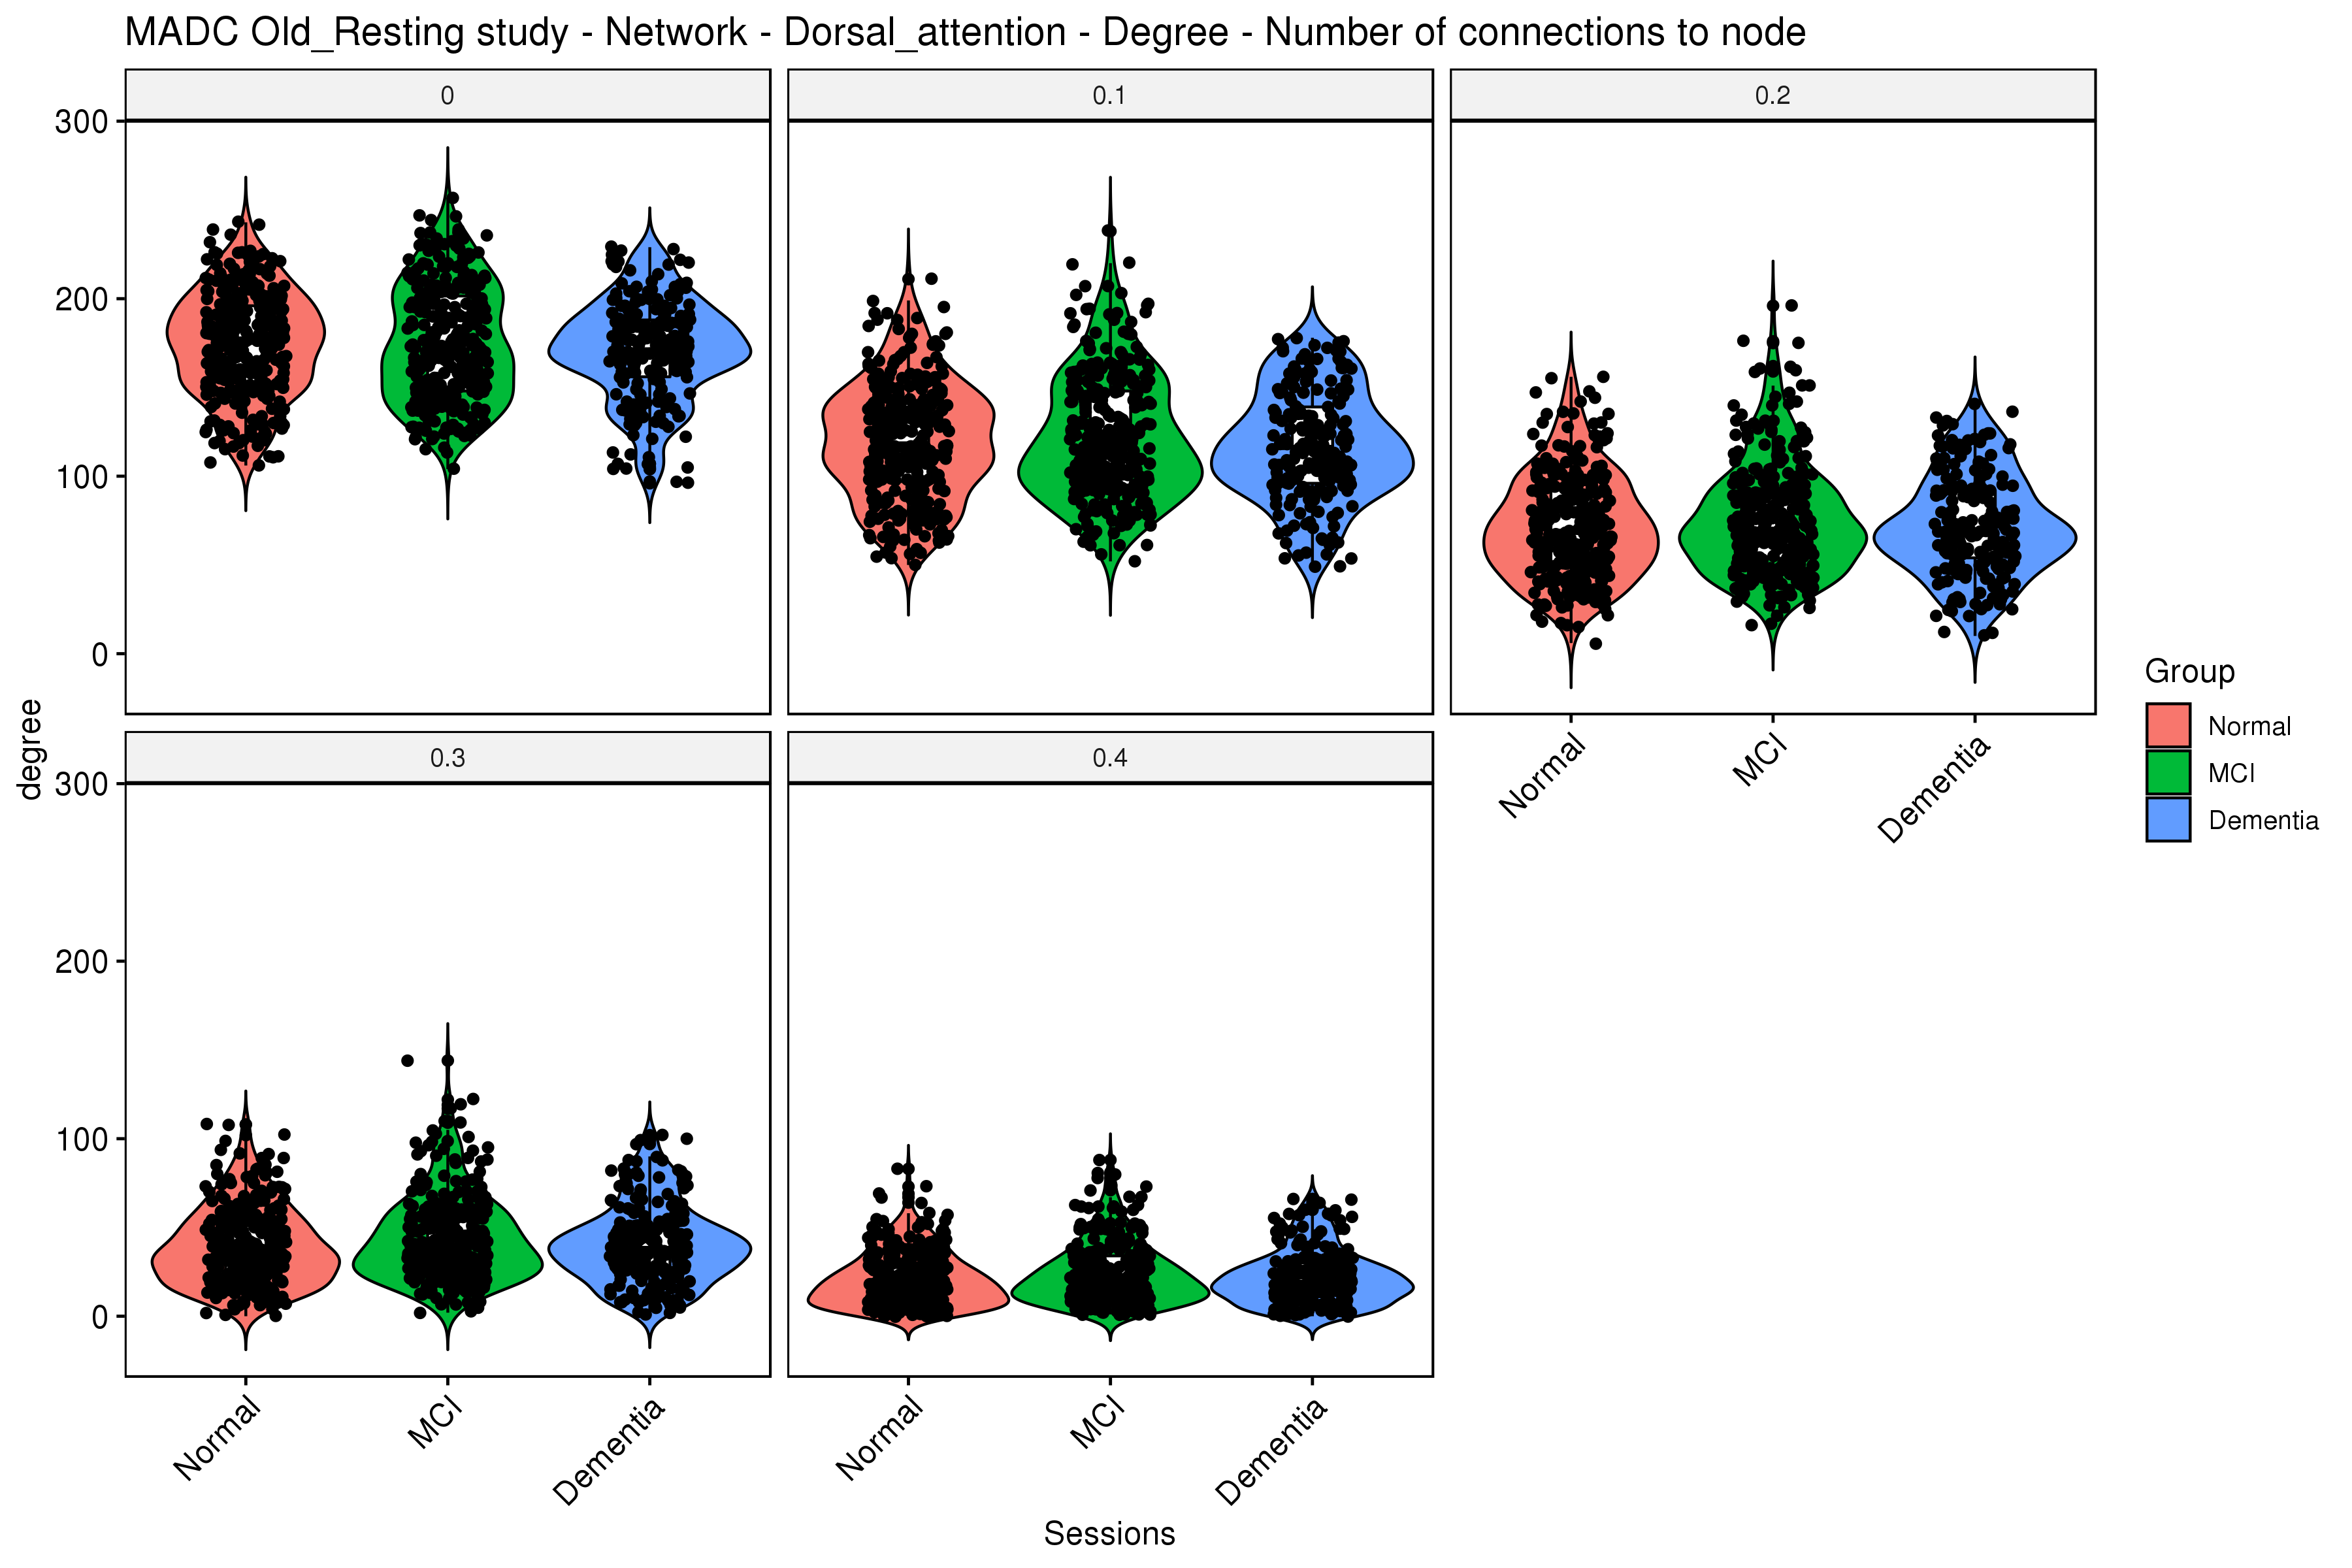 MADC Old_Resting study - Network - Dorsal_attention - Degree - Number of connections to node
0
0.1
0.2
300
200
100
0
degree
Normal
MCI
Dementia
Group
Normal
MCI
Dementia
0.3
0.4
300
200
100
0
Normal
MCI
Dementia
Normal
MCI
Dementia
Sessions